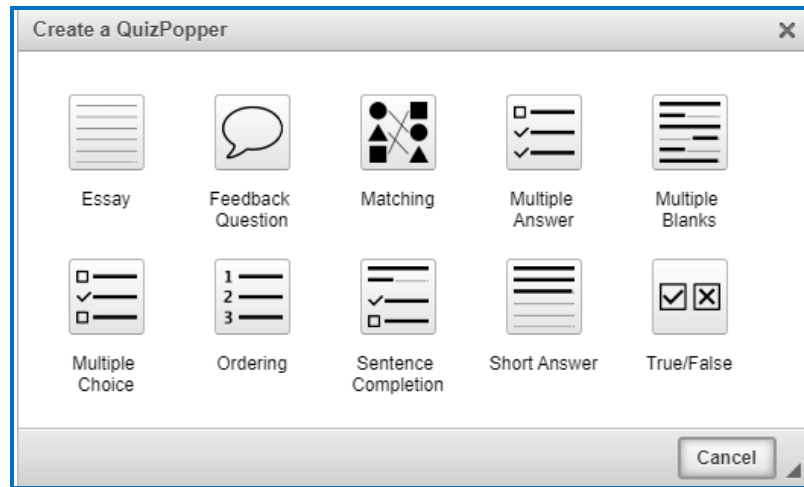 Create a QuizPopper
Essay
Feedback
Question
Matching
Multiple
Answer
Multiple
Blanks
1
2
3
Multiple
Choice
Ordering
Sentence
Completion
Short Answer
True/False
Cancel